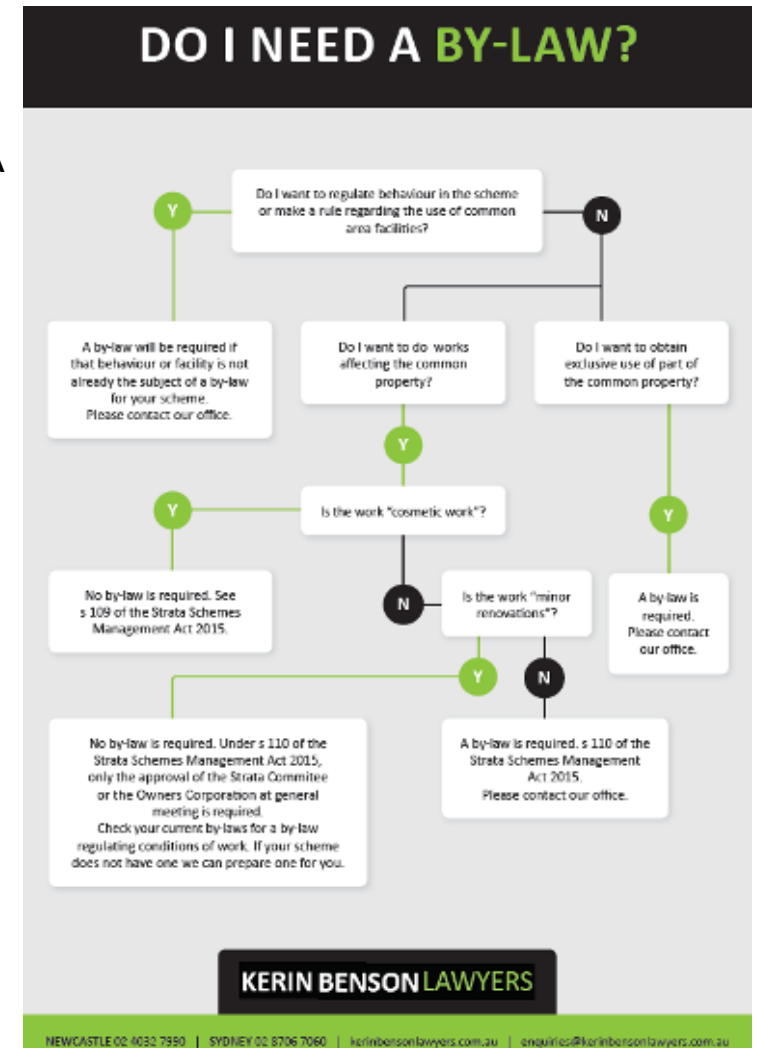 DO I NEED A BY-LAW?
A
Do I want to regulate behaviour in the scheme
or make a rule regarding the use of common
area facilities?
Y
N
A by-law will be required if
that behaviour or facility is not
already the subject of a by-law
for your scheme.
Please contact our office.
Do I want to do works
affecting the common
property?
Do I want to obtain
exclusive use of part of
the common property?
Y
Y
Is the work "cosmetic work"?
Y
No by-law is required. See
s 109 of the Strata Schemes
Management Act 2015.
N
Is the work "minor
renovations"?
A by-law is
required.
Please contact
our office.
Y
N
No by-law is required. Under s 110 of the
Strata Schemes Management Act 2015,
only the approval of the Strata Commitee
or the Owners Corporation at general
meeting is required.
Check your current by-laws for a by-law
regulating conditions of work. If your scheme
does not have one we can prepare one for you.
A by-law is required. s 110 of the
Strata Schemes Management
Act 2015.
Please contact our office.
KERIN BENSON LAWYERS
NEWCASTLE 02 4032 7990 | SYDNEY 02 8706 7060 | kerinbensonlawyers.com.au | enquiries@kerinbensonlawyers.com.au